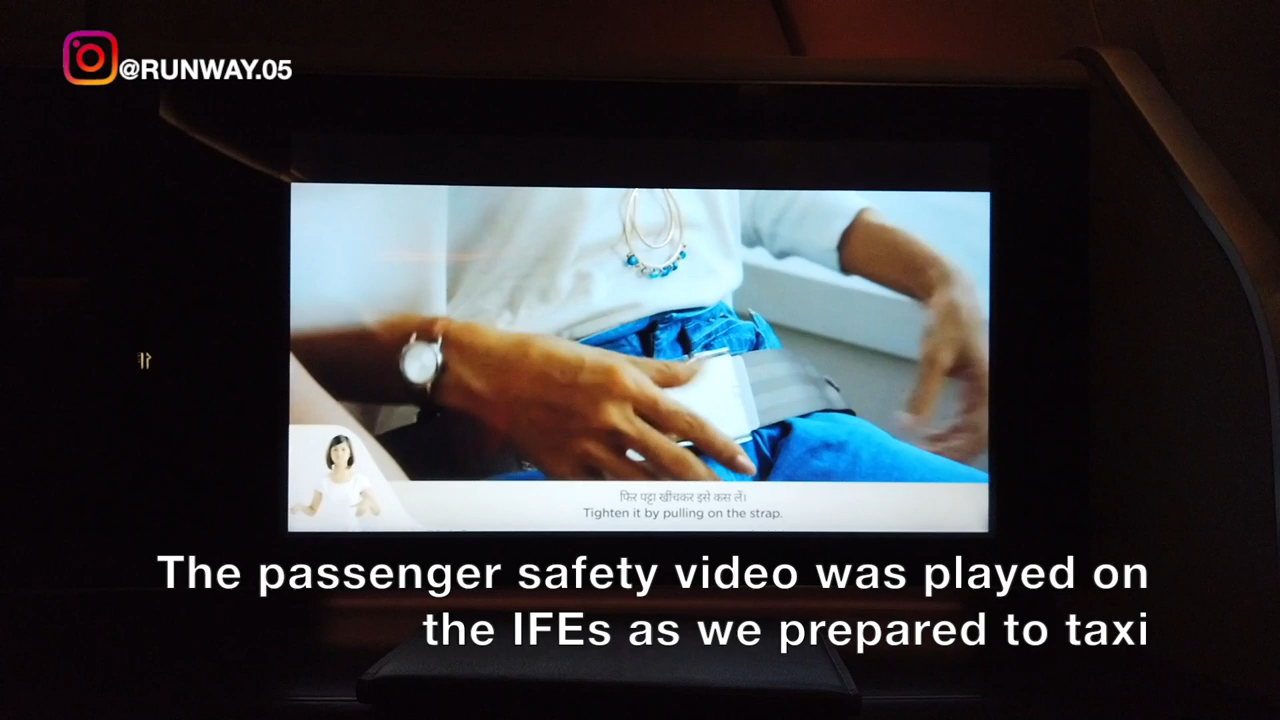 @RUNWAY.05
फिर पट्टा खींचकर इसे कस लें।
Tighten it by pulling on the strap.
The passenger safety video was played on
the IFEs as we prepared to taxi